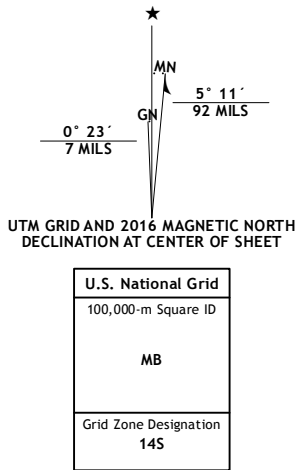 MN
GN
5° 11´
92 MILS
0° 23´
7 MILS
UTM GRID AND 2016 MAGNETIC NORTH
DECLINATION AT CENTER OF SHEET
U.S. National Grid
100,000-m Square ID
MB
Grid Zone Designation
14S